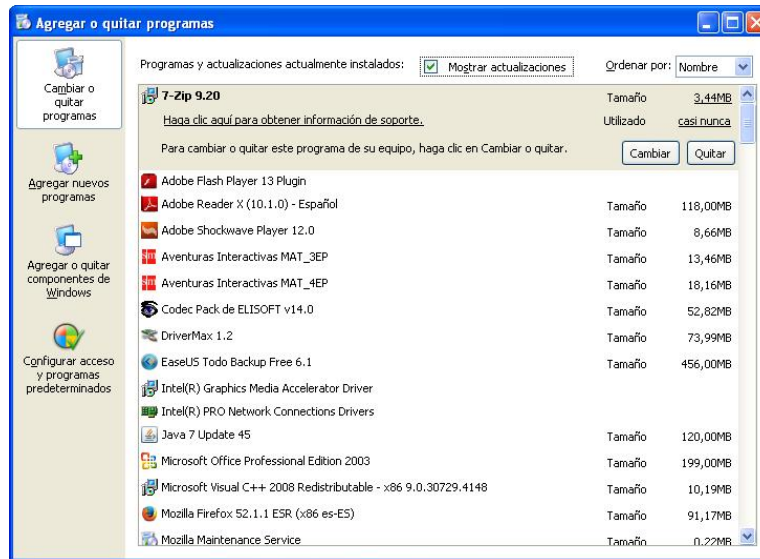 Agregar o quitar programas
Cambiar o
quitar
programas
Agregar nuevos
programas
Agregar o quitar
componentes de
Windows
Configurar acceso
y programas
predeterminados
Programas y actualizaciones actualmente instalados: Mostrar actualizaciones Ordenar por: Nombre
7-Zip 9.20 Tamaño 3,44MB
Haga clic aquí para obtener información de soporte. Utilizado casi nunca
Para cambiar o quitar este programa de su equipo, haga clic en Cambiar o quitar. Cambiar Quitar
Adobe Flash Player 13 Plugin
Adobe Reader X (10.1.0) - Español Tamaño 118,00MB
Adobe Shockwave Player 12.0 Tamaño 8,66MB
Aventuras Interactivas MAT_3EP Tamaño 13,46MB
Aventuras Interactivas MAT_4EP Tamaño 18,16MB
Codec Pack de ELISOFT v14.0 Tamaño 52,82MB
DriverMax 1.2 Tamaño 73,99MB
EaseUS Todo Backup Free 6.1 Tamaño 456,00MB
Intel(R) Graphics Media Accelerator Driver
Intel(R) PRO Network Connections Drivers
Java 7 Update 45 Tamaño 120,00MB
Microsoft Office Professional Edition 2003 Tamaño 199,00MB
Microsoft Visual C++ 2008 Redistributable - x86 9.0.30729.4148 Tamaño 10,19MB
Mozilla Firefox 52.1.1 ESR (x86 es-ES) Tamaño 91,17MB
Mozilla Maintenance Service Tamaño 0,22MB